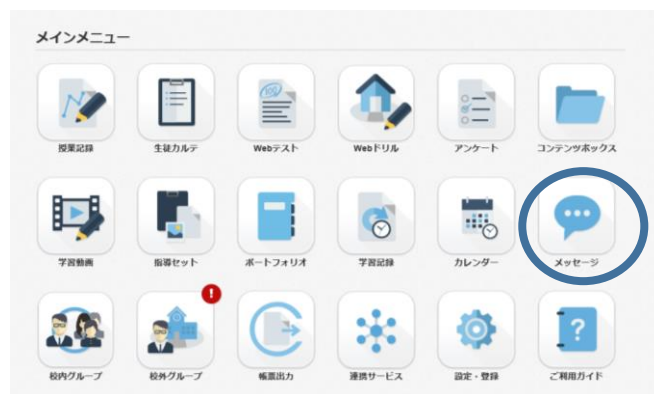 メインメニュー
授業記録 生徒カルテ Webテスト Webドリル アンケート コンテンツボックス
学習動画 指導セット ポートフォリオ 学習記録 カレンダー メッセージ
!
校内グループ 校外グループ 帳票出力 連携サービス 設定・登録 ご利用ガイド